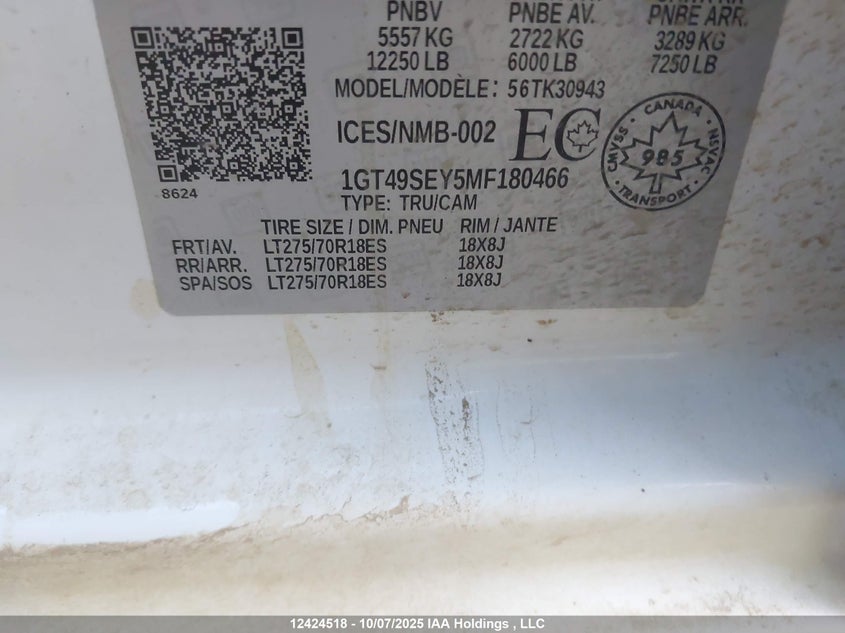 PNBV PNBE AV. PNBE ARR.
5557 KG 2722 KG 3289 KG
12250 LB 6000 LB 7250 LB
MODEL/MODÈLE: 56TK30943
ICES/NMB-002 EC
CANADA
CMVSS 985 NSVAC
TRANSPORT
8624
1GT49SEY5MF180466
TYPE: TRU/CAM
TIRE SIZE / DIM. PNEU RIM / JANTE
FRT/AV. LT275/70R18ES 18X8J
RR/ARR. LT275/70R18ES 18X8J
SPA/SOS LT275/70R18ES 18X8J
12424518 - 10/07/2025 IAA Holdings , LLC